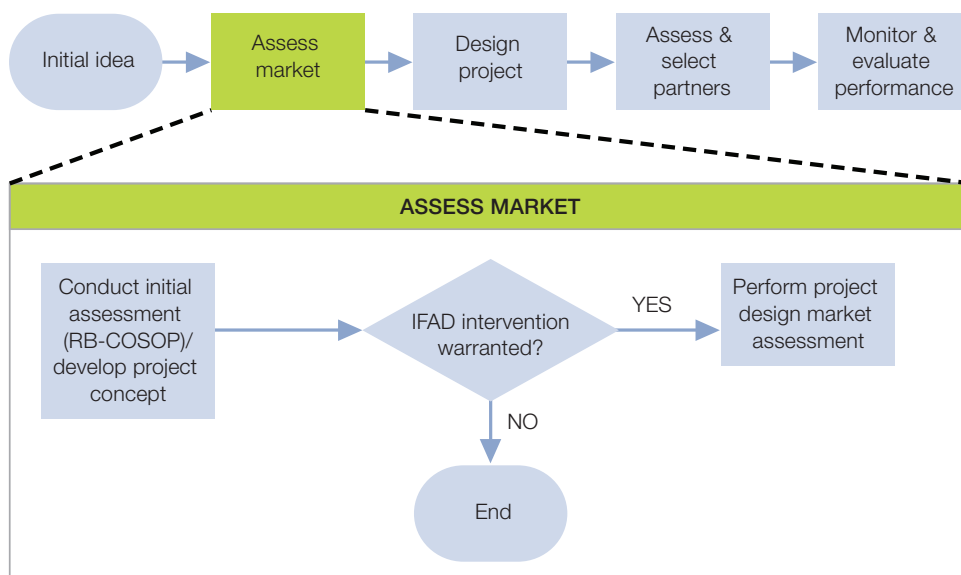 Initial idea
Assess
market
Design
project
Assess &
select
partners
Monitor &
evaluate
performance
ASSESS MARKET
Conduct initial
assessment
(RB-COSOP)/
develop project
concept
IFAD intervention
warranted?
YES
Perform project
design market
assessment
NO
End